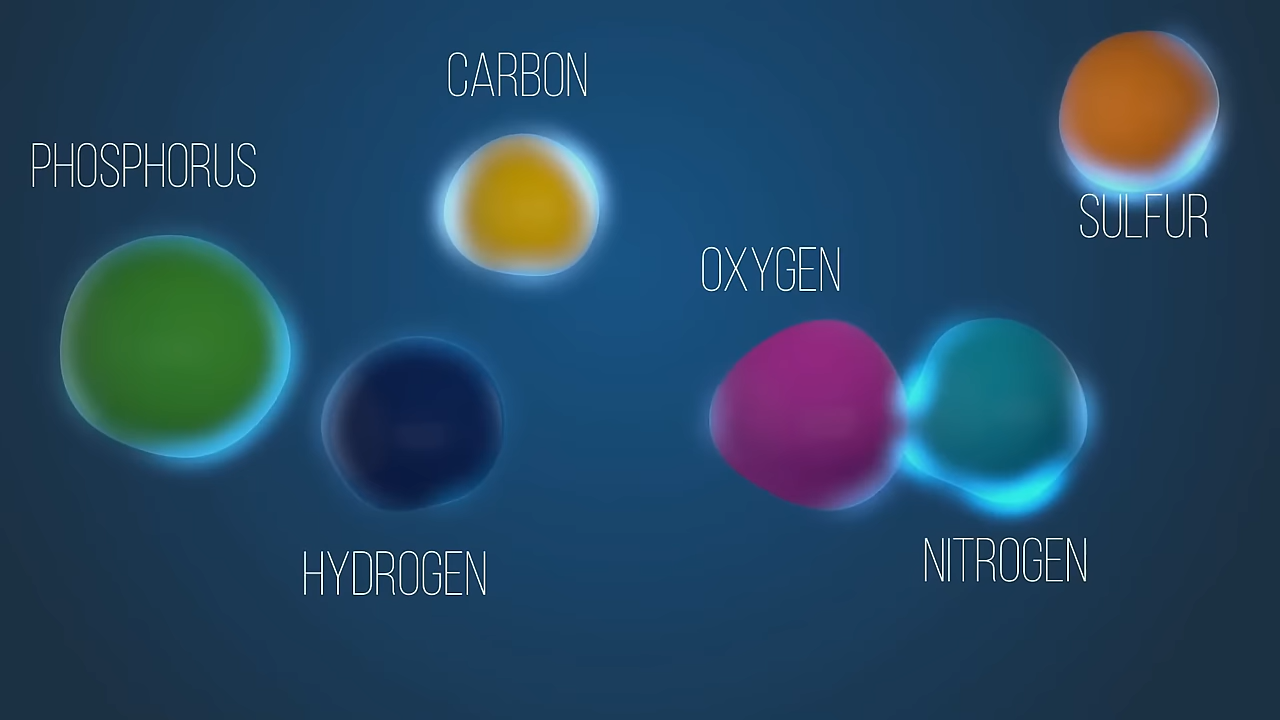 CARBON
PHOSPHORUS
SULFUR
OXYGEN
HYDROGEN
NITROGEN